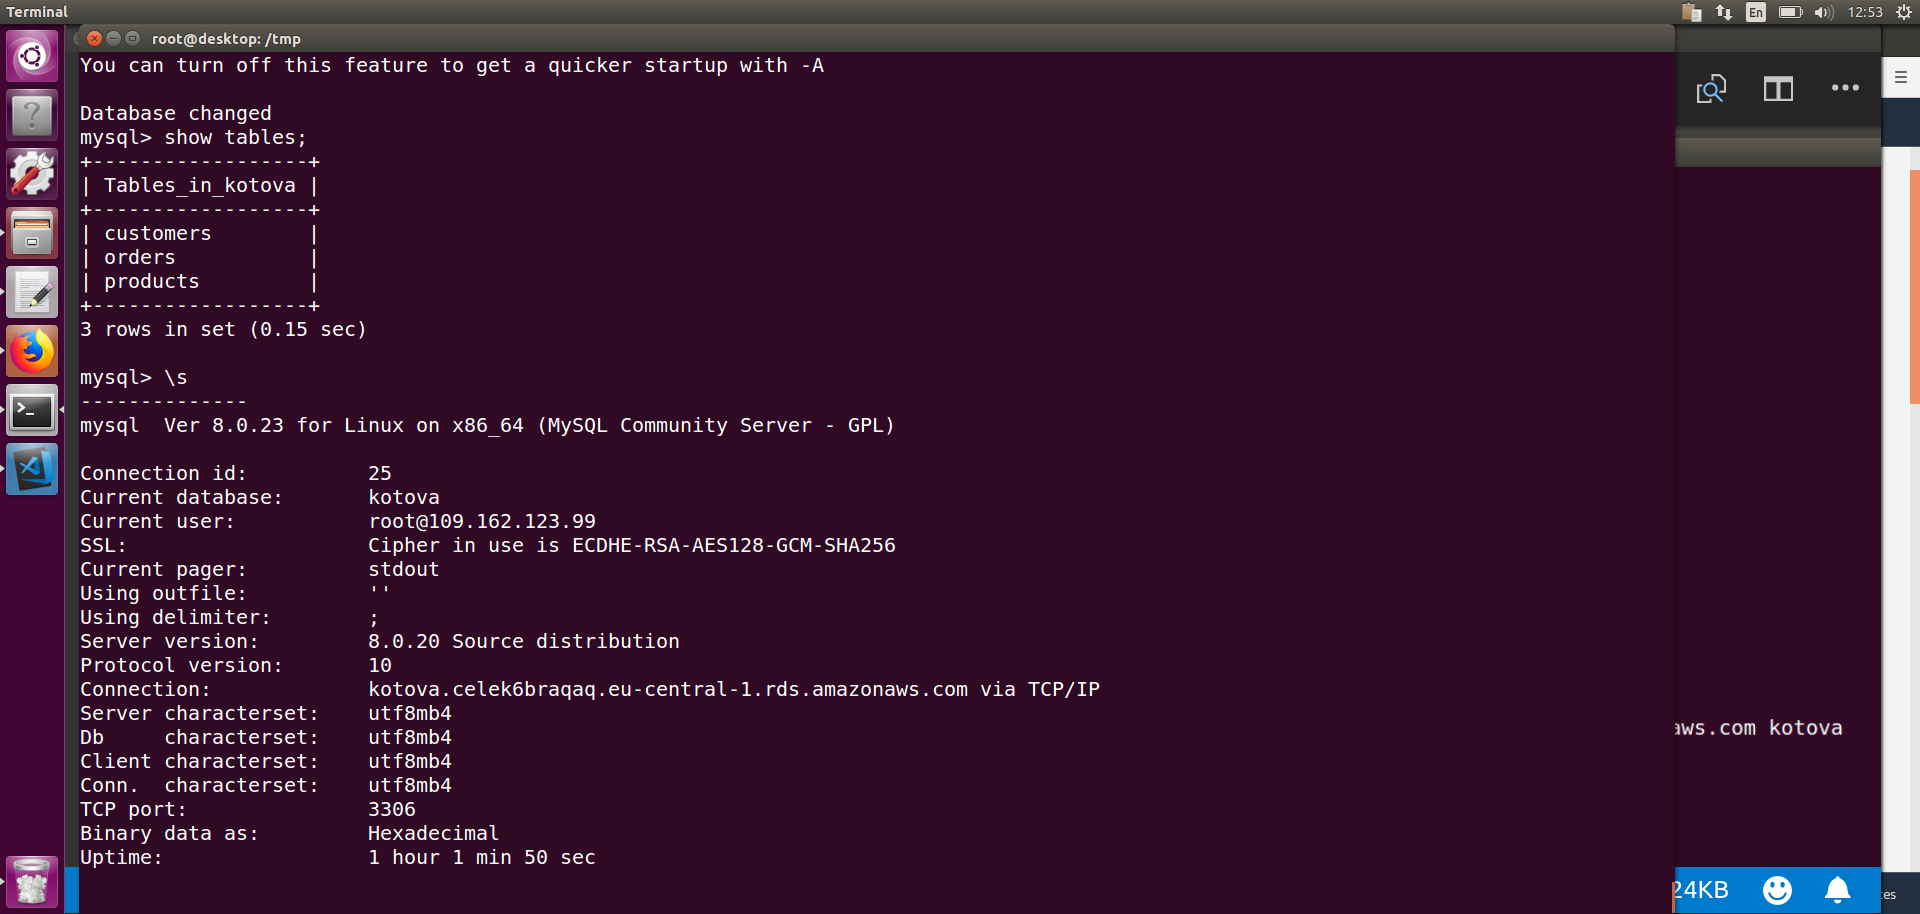 Terminal
En
12:53
root@desktop: /tmp
You can turn off this feature to get a quicker startup with -A
Database changed
mysql> show tables;
+------------------+
| Tables_in_kotova |
+------------------+
| customers        |
| orders           |
| products         |
+------------------+
3 rows in set (0.15 sec)
mysql> \s
--------------
mysql  Ver 8.0.23 for Linux on x86_64 (MySQL Community Server - GPL)
Connection id:          25
Current database:       kotova
Current user:           root@109.162.123.99
SSL:                    Cipher in use is ECDHE-RSA-AES128-GCM-SHA256
Current pager:          stdout
Using outfile:          ''
Using delimiter:        ;
Server version:         8.0.20 Source distribution
Protocol version:       10
Connection:             kotova.celek6braqaq.eu-central-1.rds.amazonaws.com via TCP/IP
Server characterset:    utf8mb4
Db     characterset:    utf8mb4
Client characterset:    utf8mb4
Conn.  characterset:    utf8mb4
TCP port:               3306
Binary data as:         Hexadecimal
Uptime:                 1 hour 1 min 50 sec
aws.com kotova
24KB